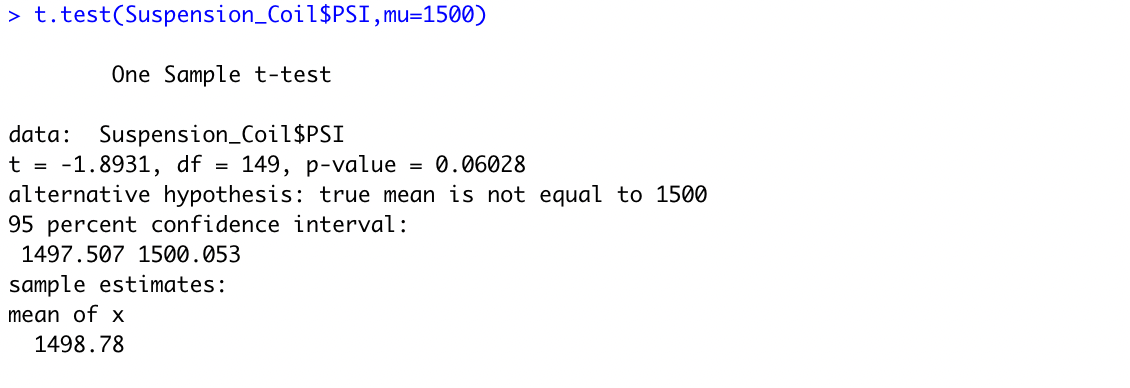 > t.test(Suspension_Coil$PSI,mu=1500)
One Sample t-test
data:  Suspension_Coil$PSI
t = -1.8931, df = 149, p-value = 0.06028
alternative hypothesis: true mean is not equal to 1500
95 percent confidence interval:
1497.507 1500.053
sample estimates:
mean of x
1498.78